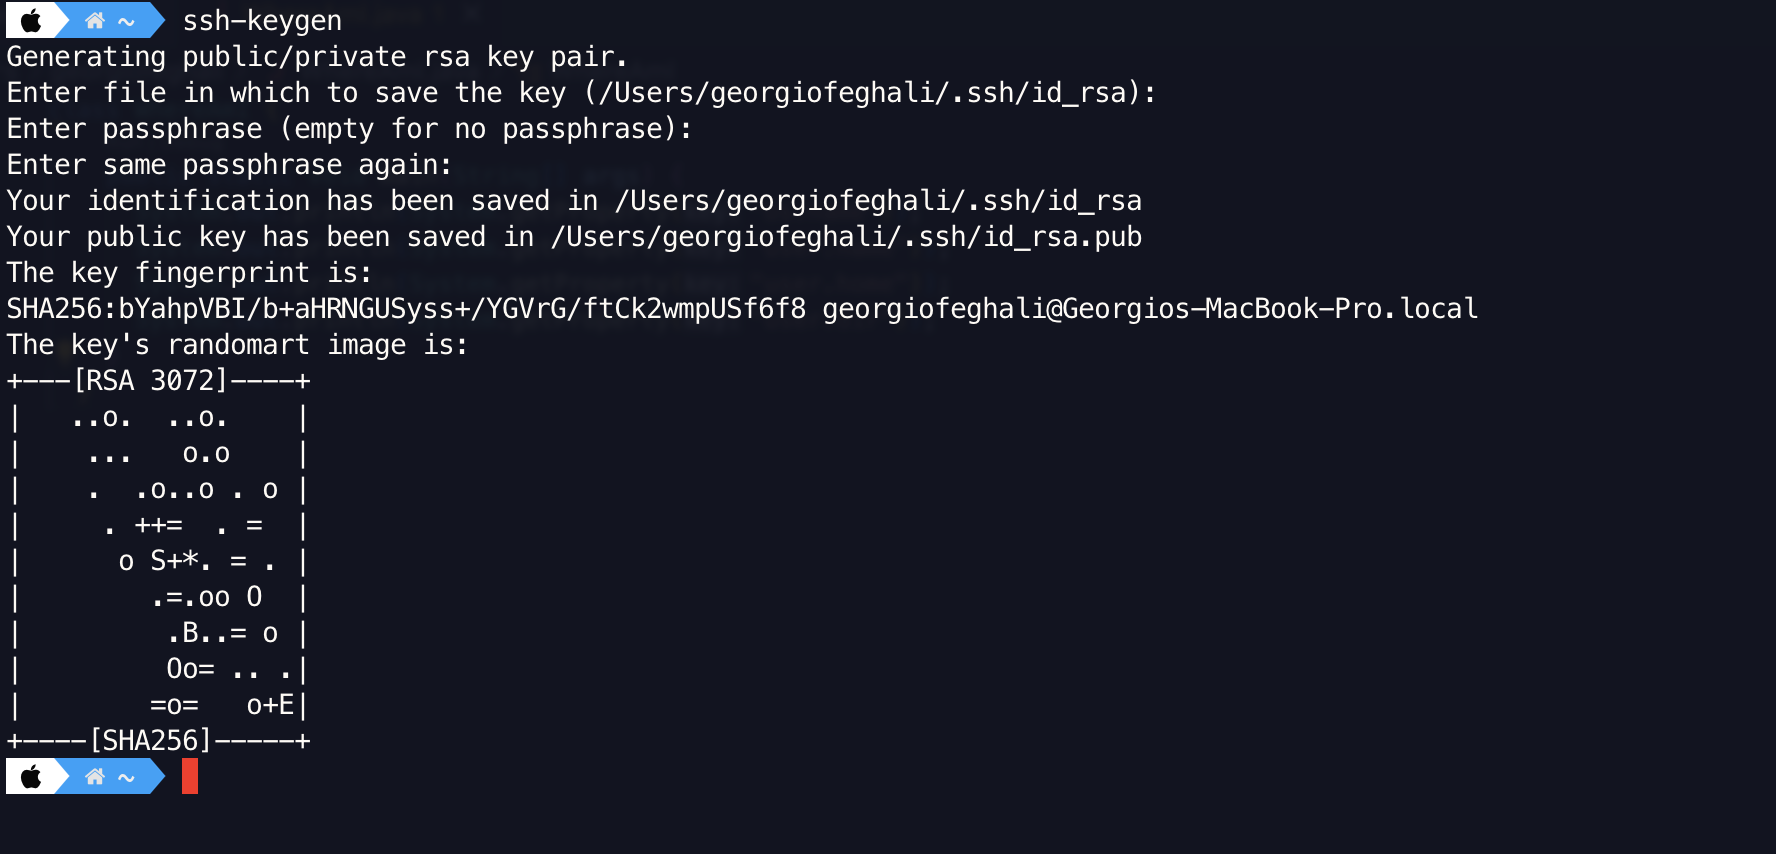 ~ ssh-keygen
Generating public/private rsa key pair.
Enter file in which to save the key (/Users/georgiofeghali/.ssh/id_rsa):
Enter passphrase (empty for no passphrase):
Enter same passphrase again:
Your identification has been saved in /Users/georgiofeghali/.ssh/id_rsa
Your public key has been saved in /Users/georgiofeghali/.ssh/id_rsa.pub
The key fingerprint is:
SHA256:bYahpVBI/b+aHRNGUSyss+/YGVrG/ftCk2wmpUSf6f8 georgiofeghali@Georgios-MacBook-Pro.local
The key's randomart image is:
+---[RSA 3072]----+
|   ..o.  ..o.    |
|    ...   o.o    |
|    .  .o..o . o |
|     . ++=  . =  |
|      o S+*. = . |
|        .=.oo O  |
|         .B..= o |
|         Oo= .. .|
|        =o=   o+E|
+----[SHA256]-----+
~